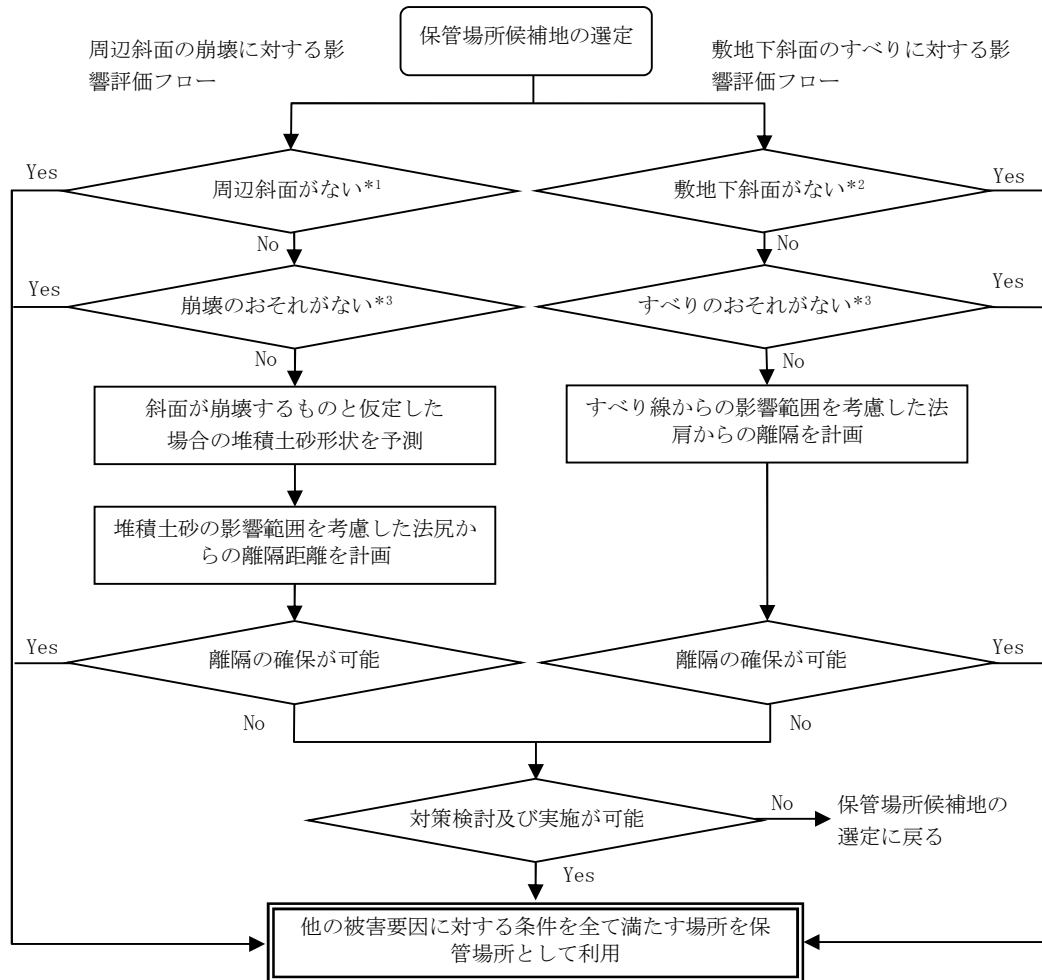 保管場所候補地の選定
周辺斜面の崩壊に対する影
響評価フロー
敷地下斜面のすべりに対する影
響評価フロー
Yes
周辺斜面がない*1
敷地下斜面がない*2
Yes
No
No
Yes
崩壊のおそれがない*3
すべりのおそれがない*3
Yes
No
No
斜面が崩壊するものと仮定した
場合の堆積土砂形状を予測
すべり線からの影響範囲を考慮した法
肩からの離隔を計画
堆積土砂の影響範囲を考慮した法尻か
らの離隔距離を計画
Yes
離隔の確保が可能
離隔の確保が可能
Yes
No
No
対策検討及び実施が可能
No
保管場所候補地の
選定に戻る
Yes
他の被害要因に対する条件を全て満たす場所を保
管場所として利用